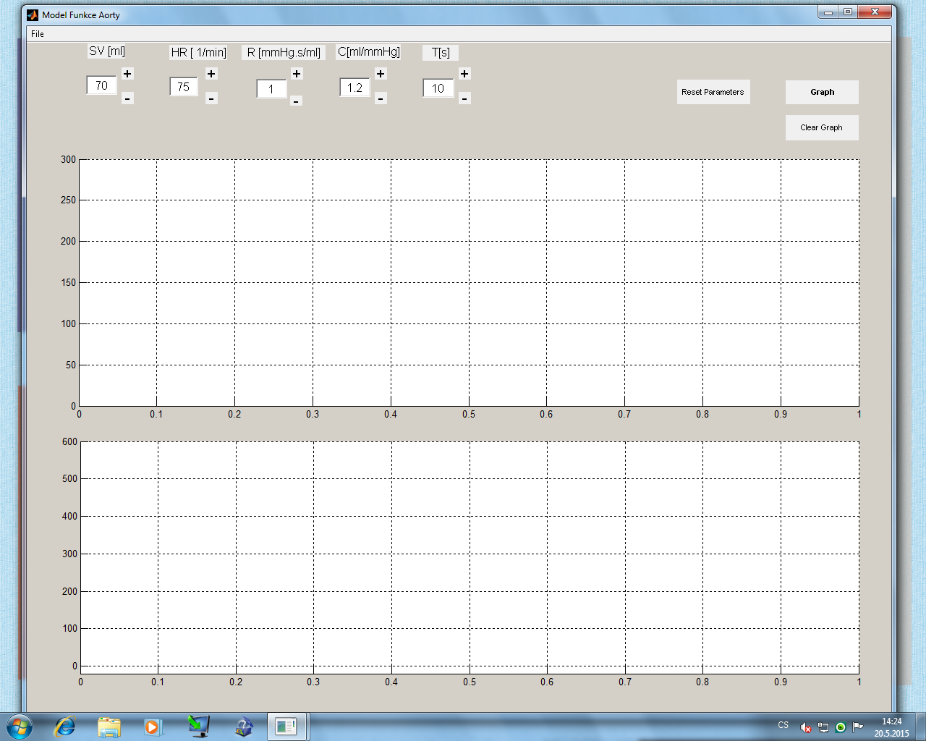 Model Funkce Aorty
File
SV [ml] HR [ 1/min] R [mmHg.s/ml] C[ml/mmHg] T[s]
+ + + + +
70 75 1 1.2 10
- - - - -
Reset Parameters Graph
Clear Graph
300
250
200
150
100
50
0
0 0.1 0.2 0.3 0.4 0.5 0.6 0.7 0.8 0.9 1
600
500
400
300
200
100
0
0 0.1 0.2 0.3 0.4 0.5 0.6 0.7 0.8 0.9 1
CS 14:24
20.5.2015